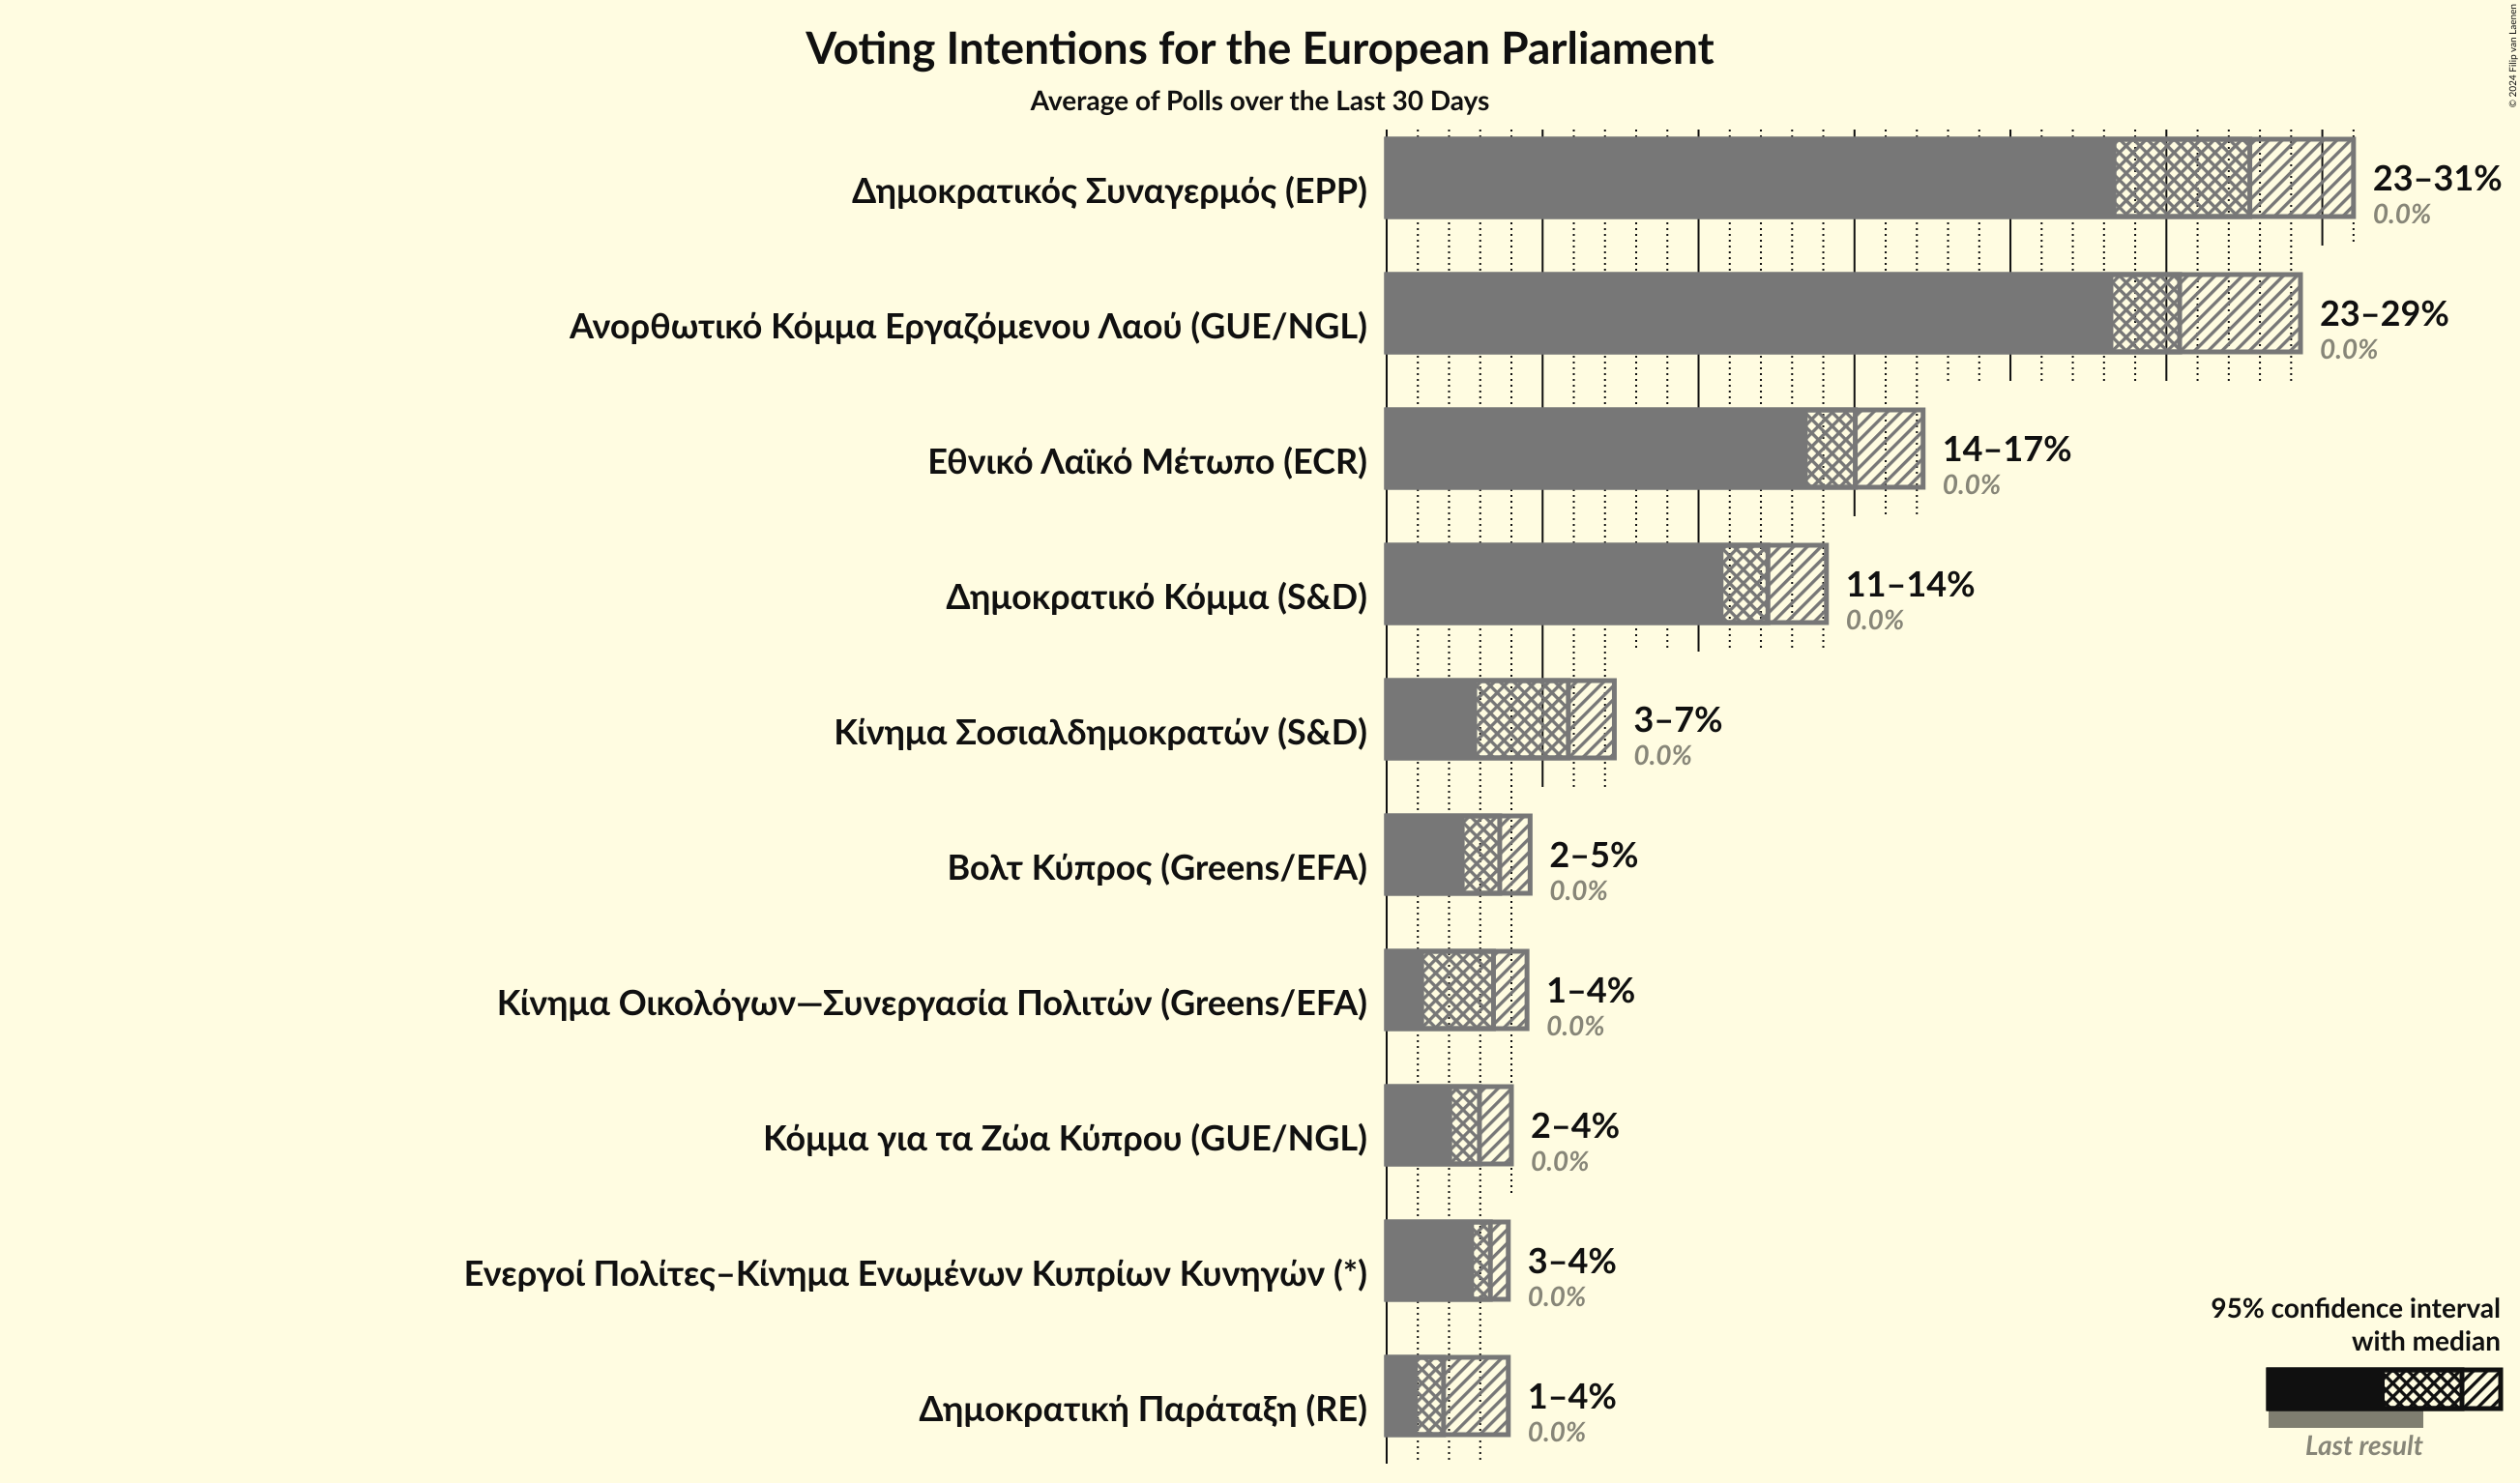 Voting Intentions for the European Parliament
Average of Polls over the Last 30 Days
© 2024 Filip van Laenen
Δημοκρατικός Συναγερμός (EPP)
23–31%
0.0%
Ανορθωτικό Κόμμα Εργαζόμενου Λαού (GUE/NGL)
23–29%
0.0%
Εθνικό Λαϊκό Μέτωπο (ECR)
14–17%
0.0%
Δημοκρατικό Κόμμα (S&D)
11–14%
0.0%
Κίνημα Σοσιαλδημοκρατών (S&D)
3–7%
0.0%
Βολτ Κύπρος (Greens/EFA)
2–5%
0.0%
Κίνημα Οικολόγων—Συνεργασία Πολιτών (Greens/EFA)
1–4%
0.0%
Κόμμα για τα Ζώα Κύπρου (GUE/NGL)
2–4%
0.0%
Ενεργοί Πολίτες–Κίνημα Ενωμένων Κυπρίων Κυνηγών (*)
3–4%
0.0%
Δημοκρατική Παράταξη (RE)
1–4%
0.0%
95% confidence interval
with median
Last result